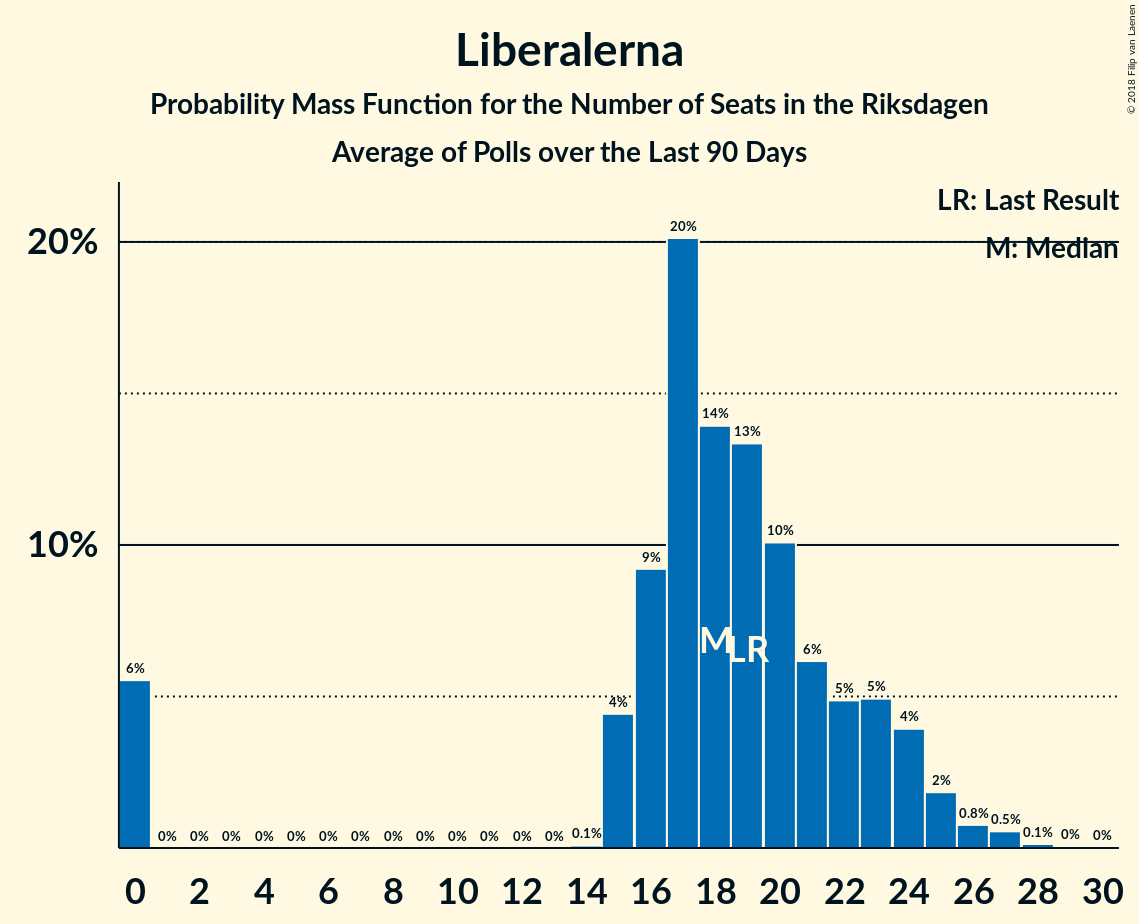 Liberalerna
Probability Mass Function for the Number of Seats in the Riksdagen
Average of Polls over the Last 90 Days
© 2018 Filip van Laenen
LR: Last Result
M: Median
20%
10%
6% 0% 0% 0% 0% 0% 0% 0% 0% 0% 0% 0% 0% 0% 0.1% 4% 9% 20% 14% 13% 10% 6% 5% 5% 4% 2% 0.8% 0.5% 0.1% 0% 0%
M LR
0 2 4 6 8 10 12 14 16 18 20 22 24 26 28 30